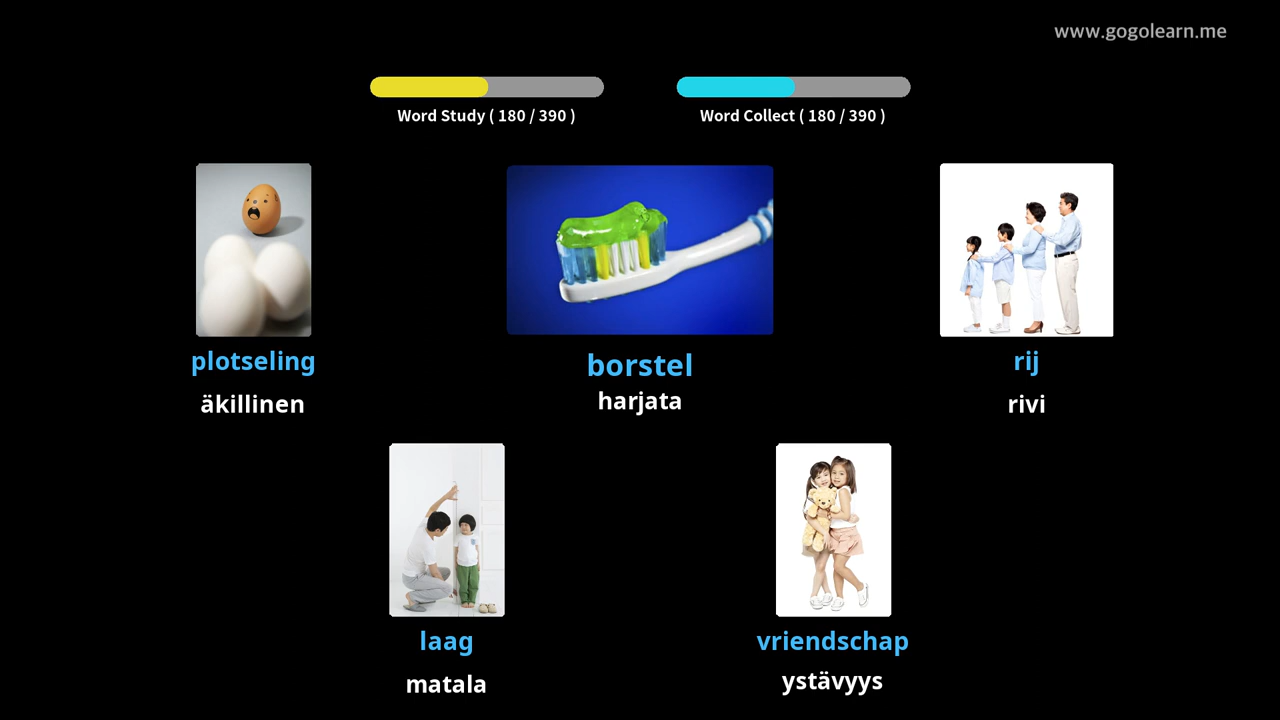 www.gogolearn.me
Word Study ( 180 / 390 )
Word Collect ( 180 / 390 )
plotseling
äkillinen
borstel
harjata
rij
rivi
laag
matala
vriendschap
ystävyys